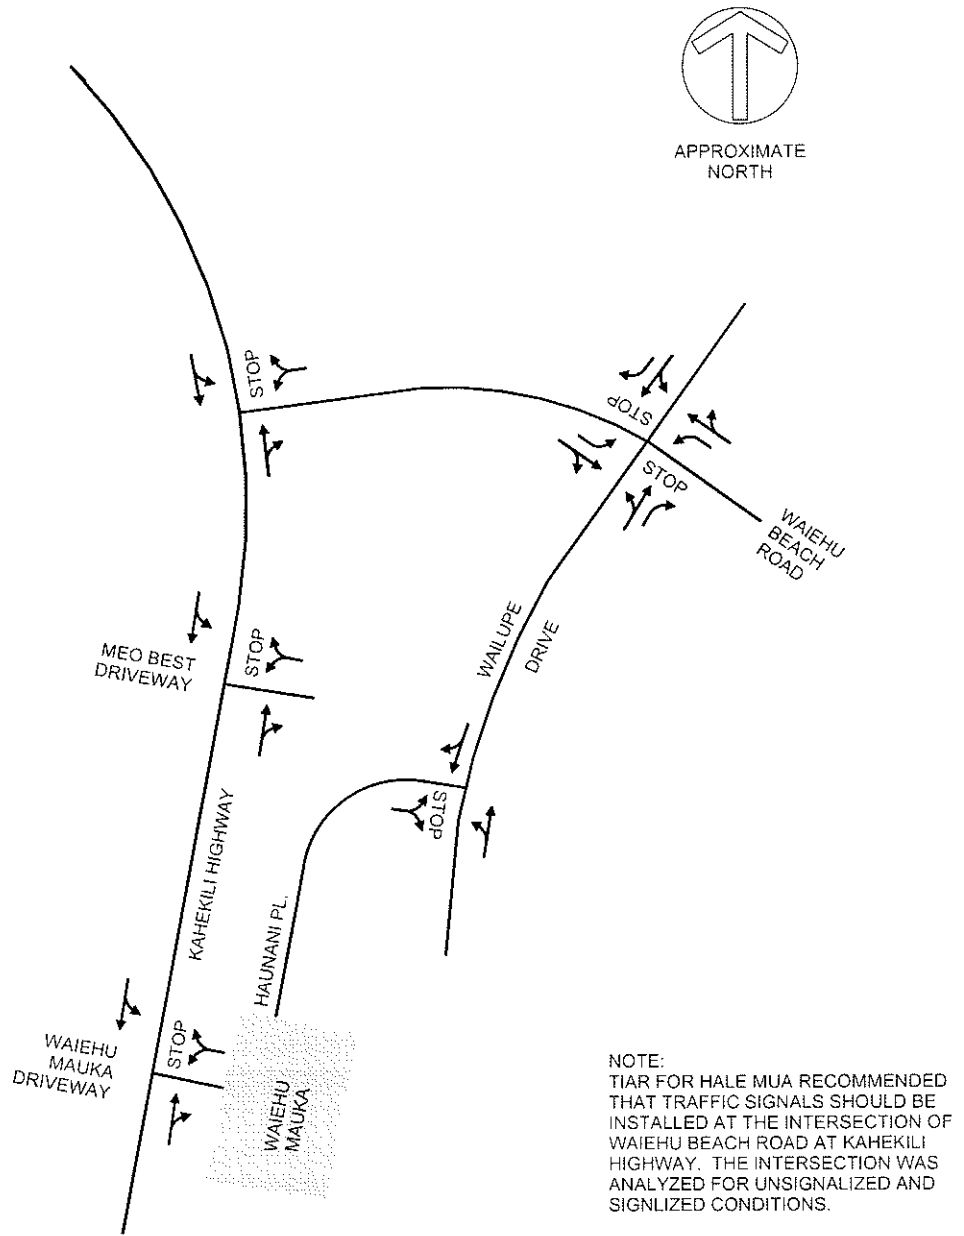 APPROXIMATE
NORTH
STOP
STOP
STOP
WAIEHU
BEACH
ROAD
WAILUPE
DRIVE
MEO BEST
DRIVEWAY
STOP
STOP
KAHEKILI HIGHWAY
HAUNANI PL.
WAIEHU
MAUKA
DRIVEWAY
STOP
WAIEHU
MAUKA
NOTE:
TIAR FOR HALE MUA RECOMMENDED
THAT TRAFFIC SIGNALS SHOULD BE
INSTALLED AT THE INTERSECTION OF
WAIEHU BEACH ROAD AT KAHEKILI
HIGHWAY. THE INTERSECTION WAS
ANALYZED FOR UNSIGNALIZED AND
SIGNLIZED CONDITIONS.